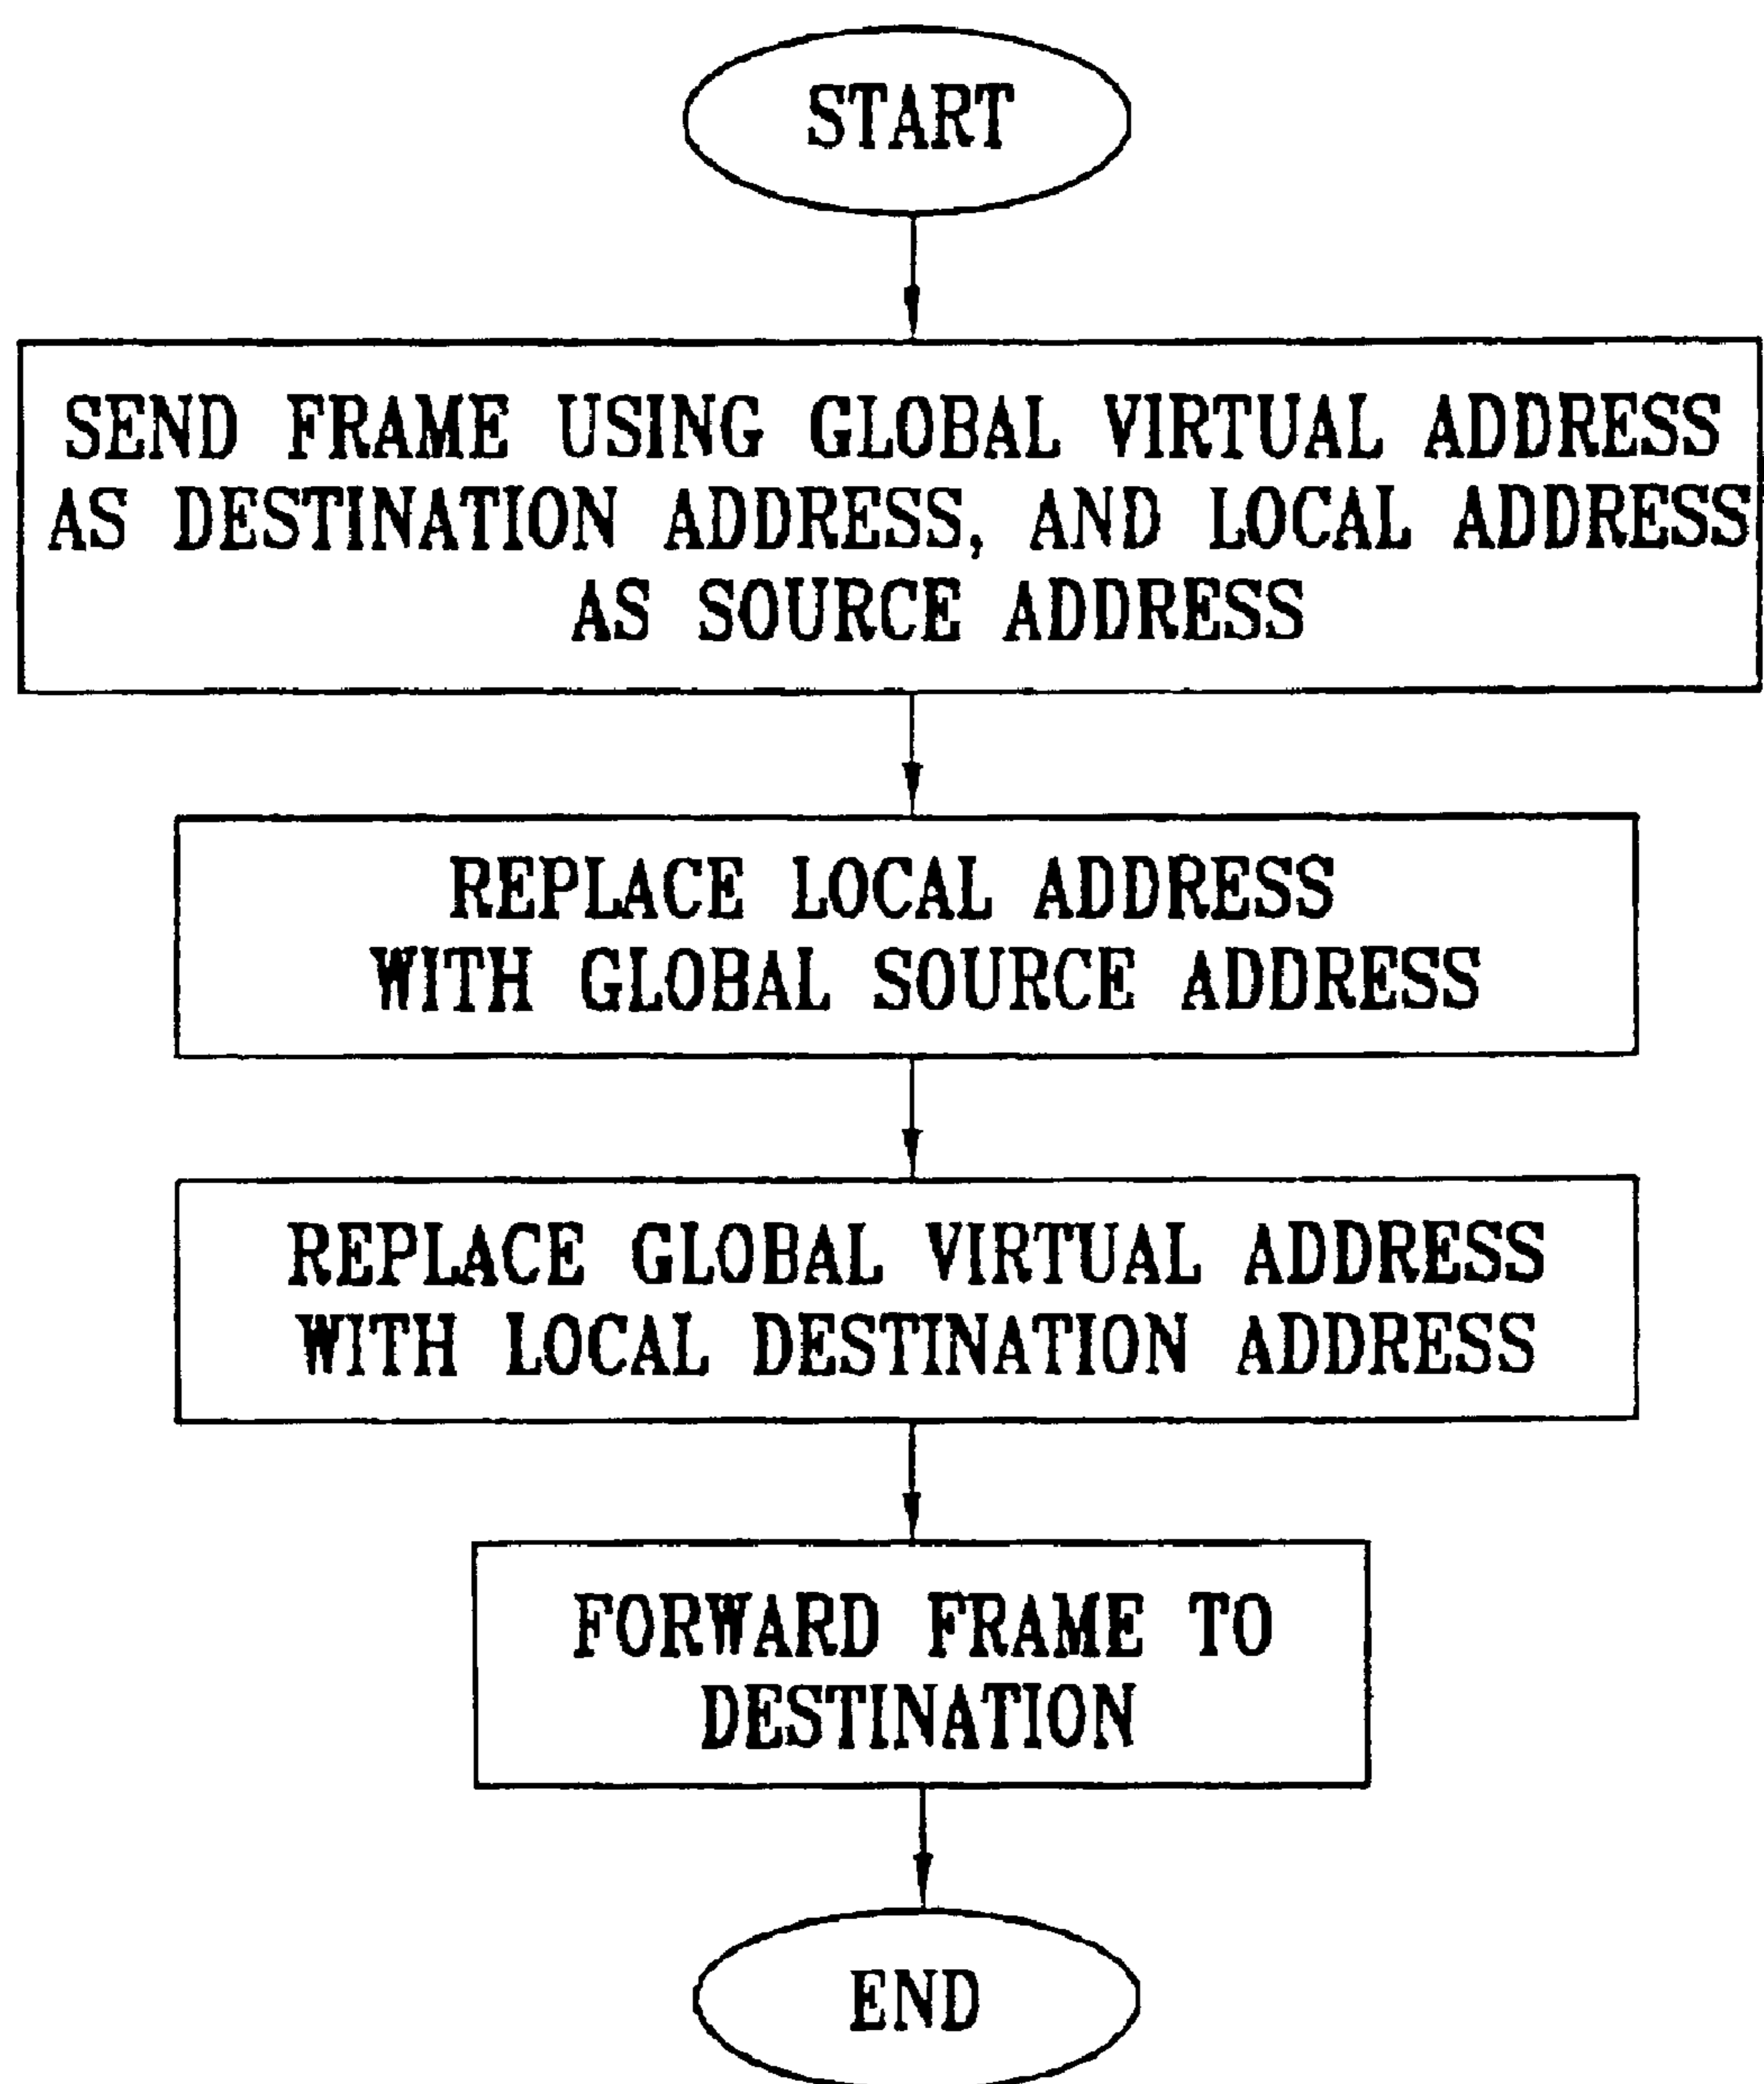 START
SEND FRAME USING GLOBAL VIRTUAL ADDRESS
AS DESTINATION ADDRESS, AND LOCAL ADDRESS
AS SOURCE ADDRESS
REPLACE LOCAL ADDRESS
WITH GLOBAL SOURCE ADDRESS
REPLACE GLOBAL VIRTUAL ADDRESS
WITH LOCAL DESTINATION ADDRESS
FORWARD FRAME TO
DESTINATION
END